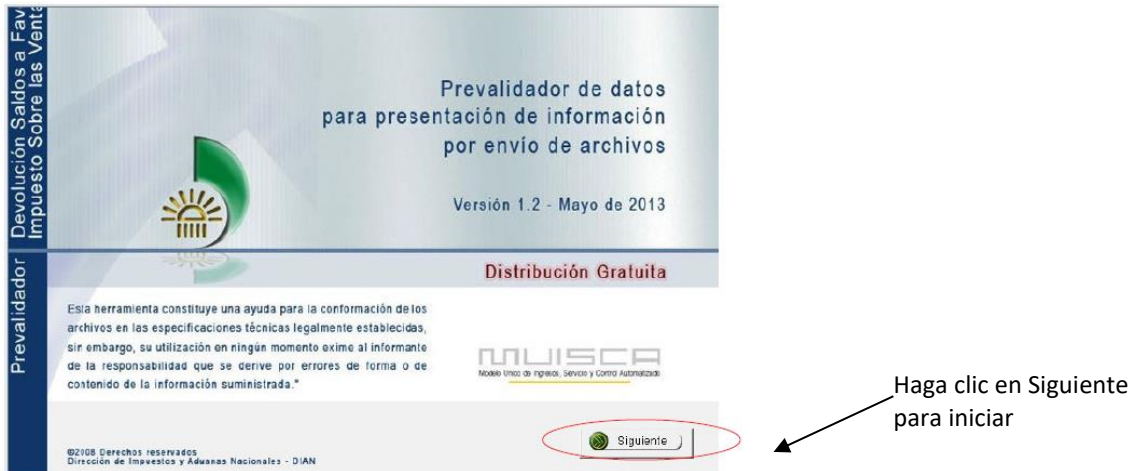 Devolución Saldos a Fav
Impuesto Sobre las Venta
Prevalidador
Prevalidador de datos
para presentación de información
por envío de archivos
Versión 1.2 - Mayo de 2013
Distribución Gratuita
Esta herramienta constituye una ayuda para la conformación de los
archivos en las especificaciones técnicas legalmente establecidas,
sin embargo, su utilización en ningún momento exime al informante
de la responsabilidad que se derive por errores de forma o de
contenido de la información suministrada."
MUISCA
Modelo Unico de Ingresos, Servicio y Control Automatizado
Siguiente
©2008 Derechos reservados
Dirección de Impuestos y Aduanas Nacionales - DIAN
Haga clic en Siguiente
para iniciar